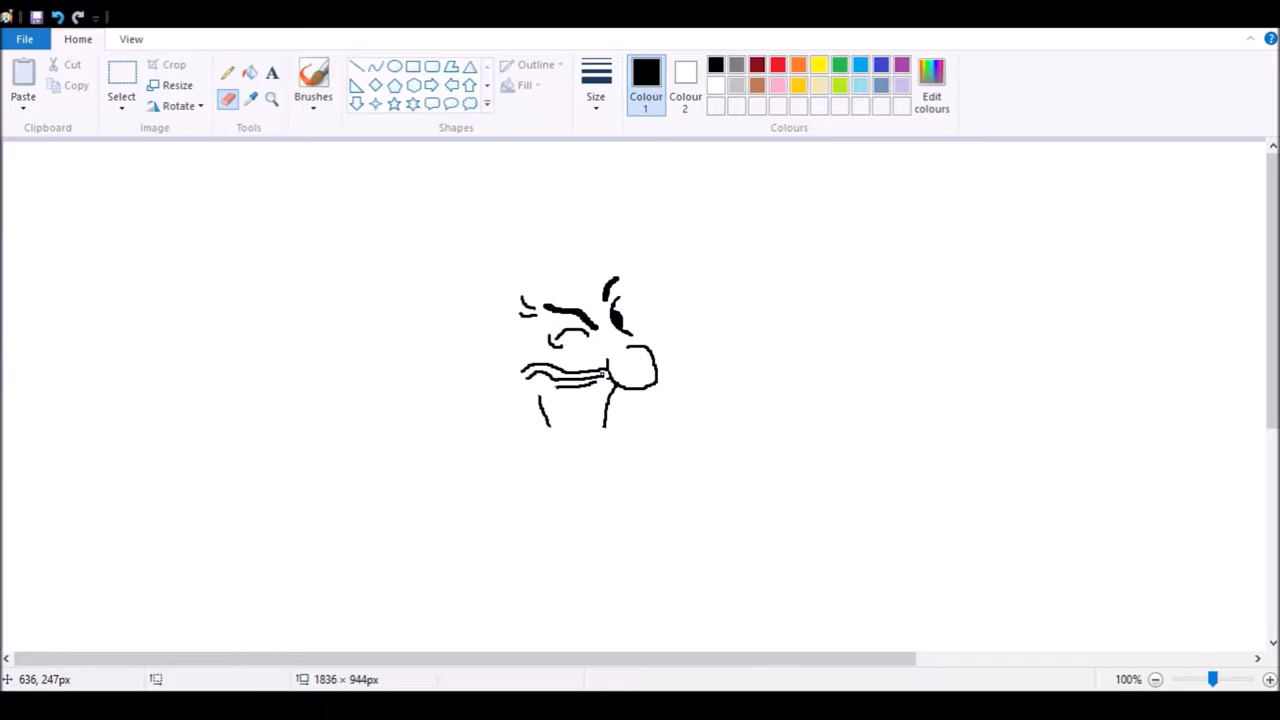 File Home View
Paste Cut Copy
Clipboard
Select Crop Resize Rotate
Image
A
Tools
Brushes
Outline Fill
Shapes
Size
Colour 1
Colour 2
Edit colours
Colours
636, 247px 1836 × 944px 100%